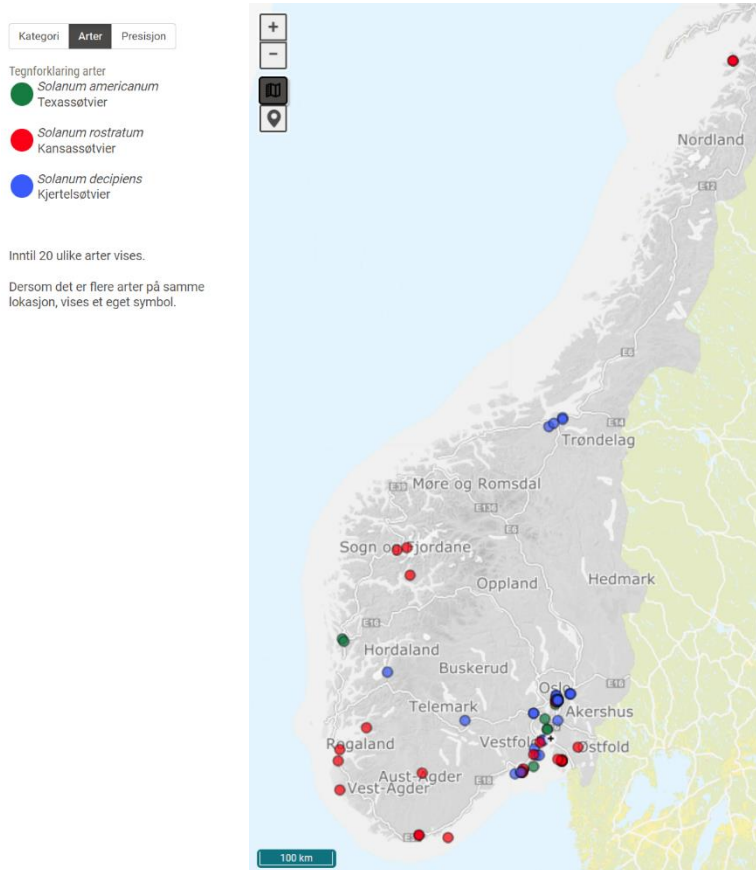 Kategori Arter Presisjon
Tegnforklaring arter
Solanum americanum
Texassøtvier
Solanum rostratum
Kansassøtvier
Solanum decipiens
Kjertelsøtvier
Inntil 20 ulike arter vises.
Dersom det er flere arter på samme
lokasjon, vises et eget symbol.
+
−
Nordland
E12
E6
E14
Trøndelag
E39
Møre og Romsdal
E136
E6
Sogn og Fjordane
Oppland
Hedmark
E16
Hordaland
Buskerud
Oslo
E16
Telemark
Akershus
Vestfold
Østfold
Rogaland
Aust-Agder
E18
Vest-Agder
100 km